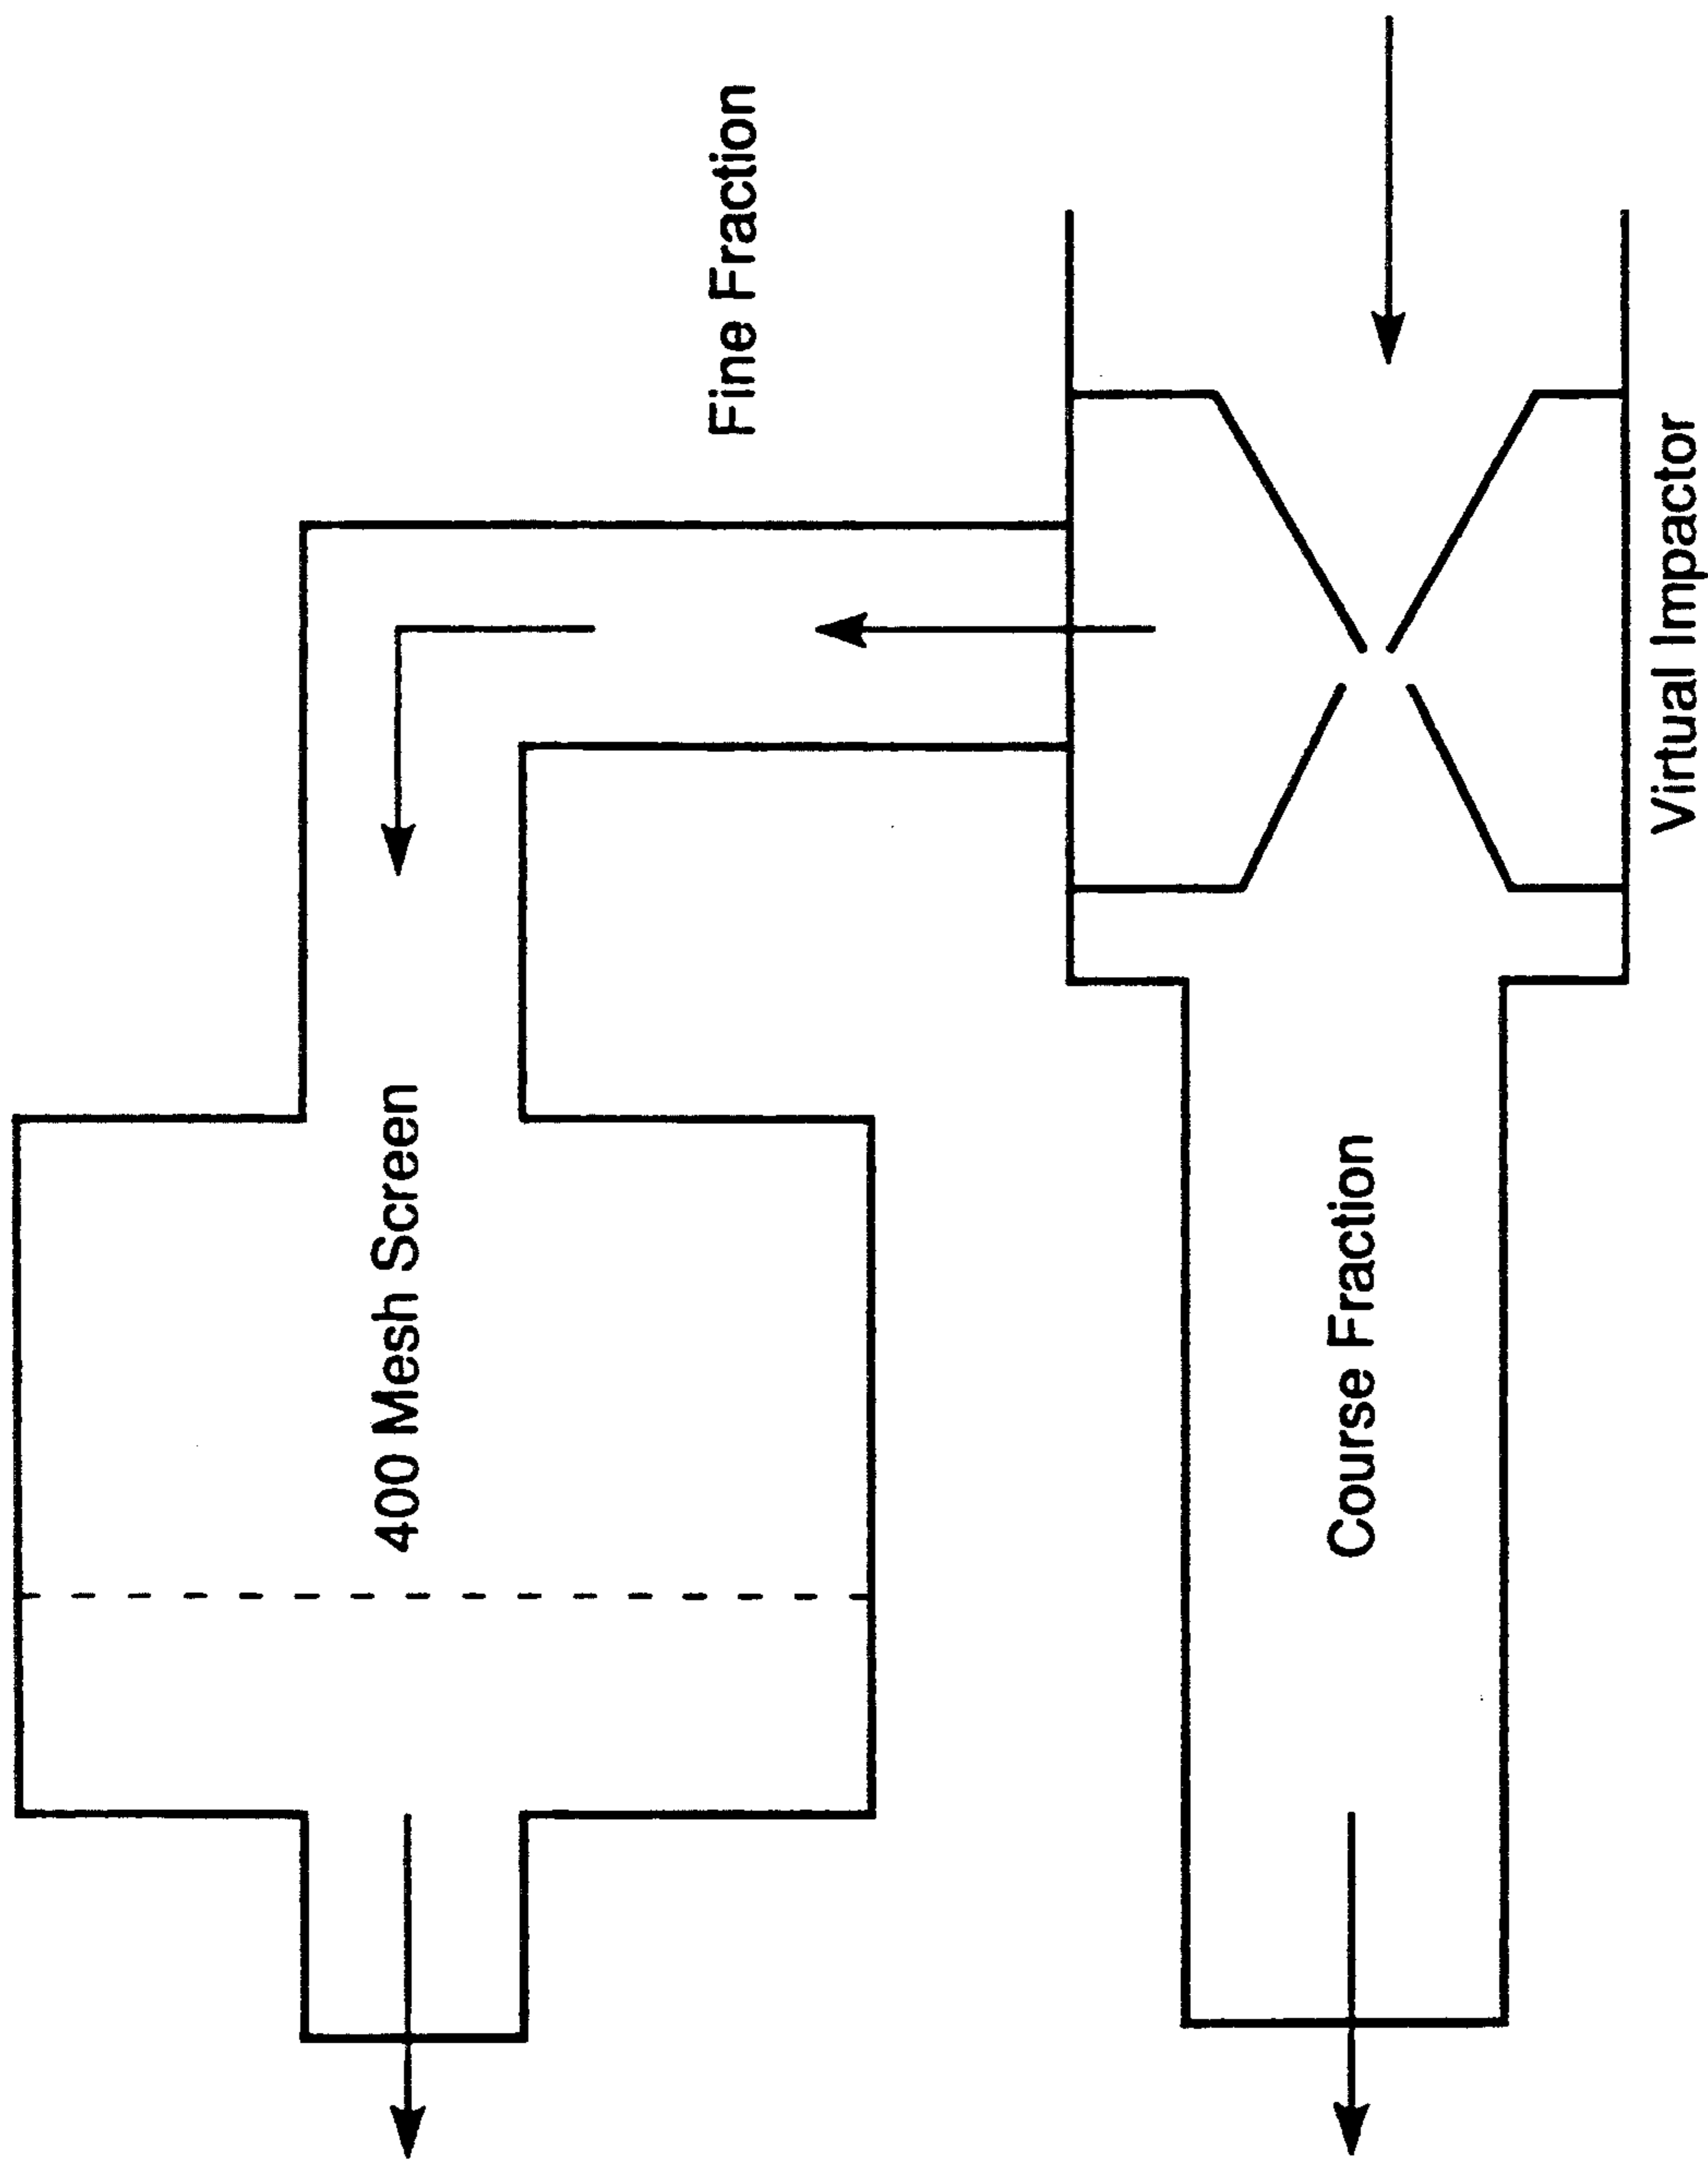 Fine Fraction
400 Mesh Screen
Course Fraction
Virtual Impactor